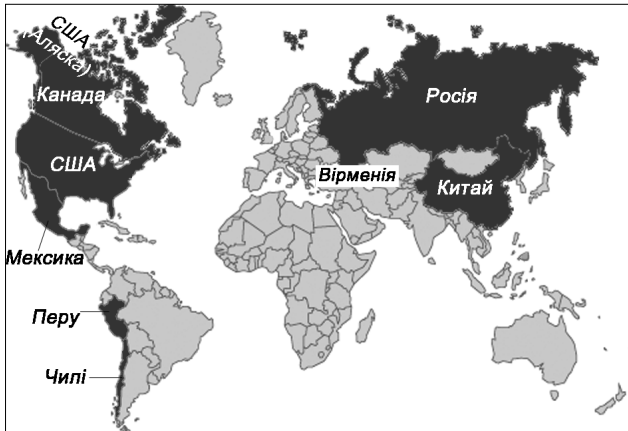 США
(Аляска)
Канада
США
Мексика
Перу
Чилі
Росія
Вірменія
Китай